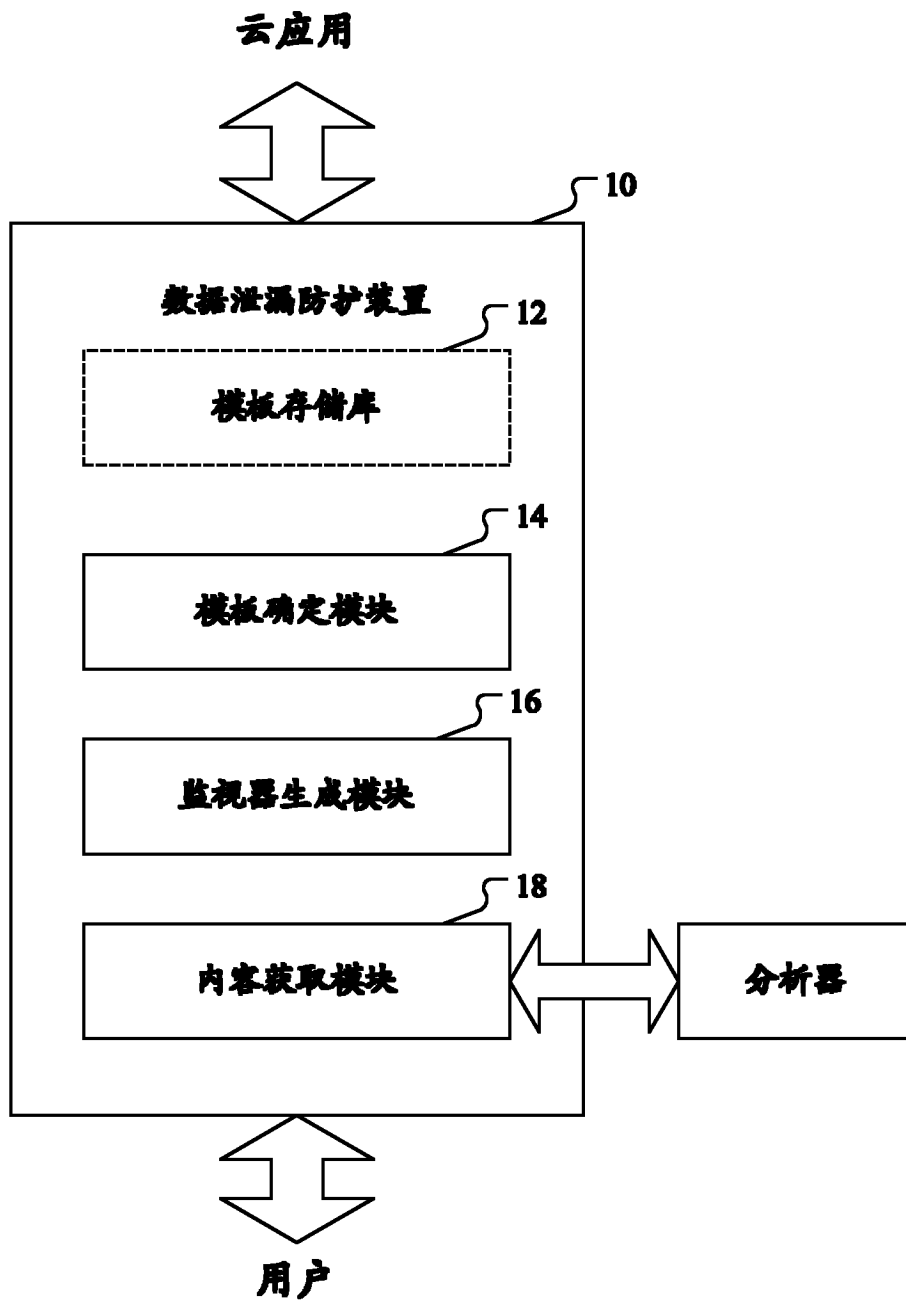 云应用
10
数据泄漏防护装置
12
模板存储库
14
模板确定模块
16
监视器生成模块
18
内容获取模块
分析器
用户